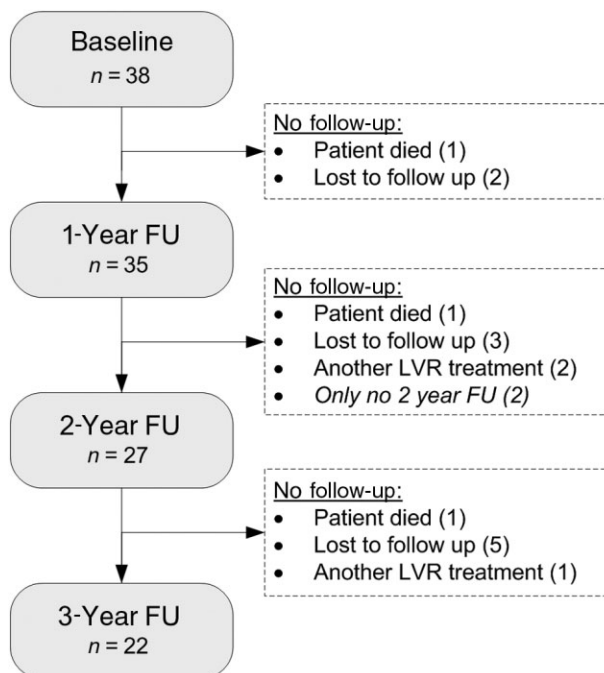 Baseline
n = 38
No follow-up:
• Patient died (1)
• Lost to follow up (2)
1-Year FU
n = 35
No follow-up:
• Patient died (1)
• Lost to follow up (3)
• Another LVR treatment (2)
• Only no 2 year FU (2)
2-Year FU
n = 27
No follow-up:
• Patient died (1)
• Lost to follow up (5)
• Another LVR treatment (1)
3-Year FU
n = 22